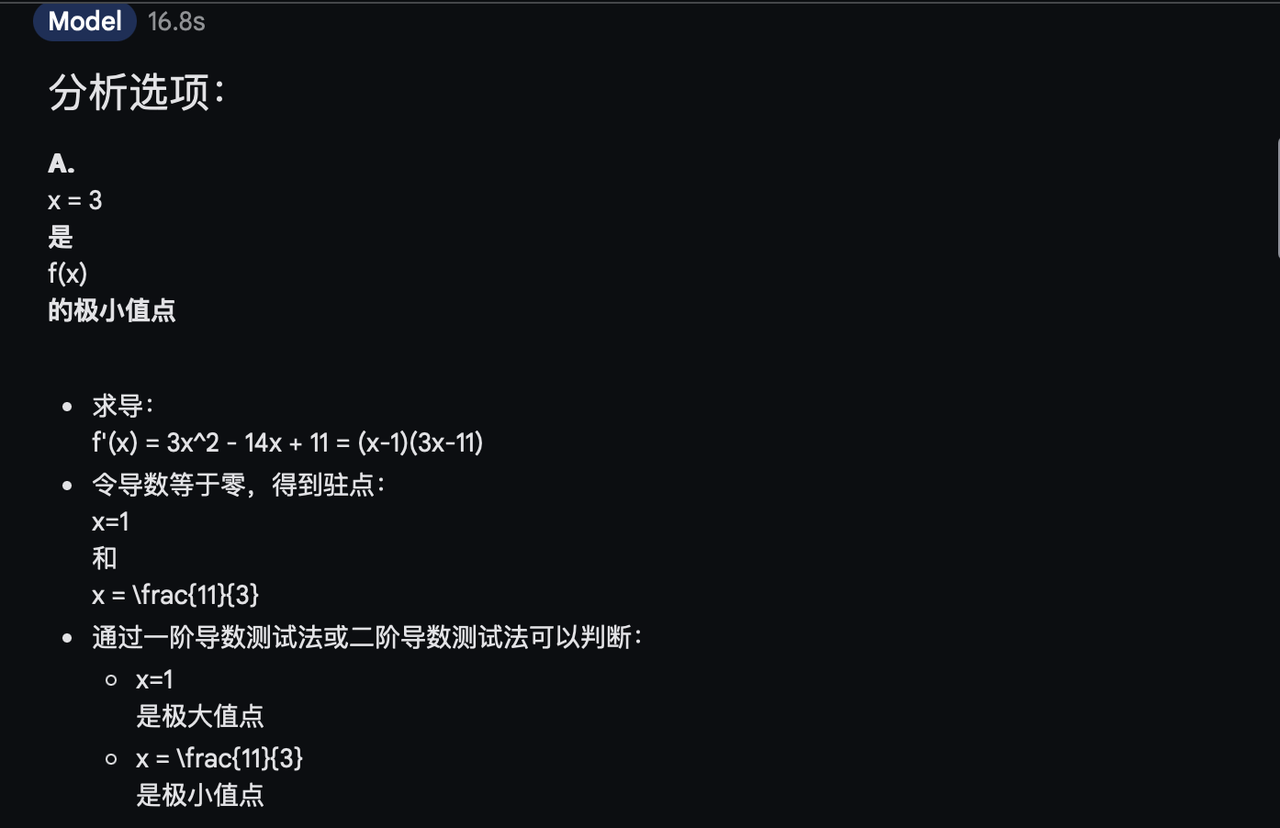 Model 16.8s
分析选项：
A.
x = 3
是
f(x)
的极小值点
求导：
f'(x) = 3x^2 - 14x + 11 = (x-1)(3x-11)
令导数等于零，得到驻点：
x=1
和
x = \frac{11}{3}
通过一阶导数测试法或二阶导数测试法可以判断：
x=1
是极大值点
x = \frac{11}{3}
是极小值点